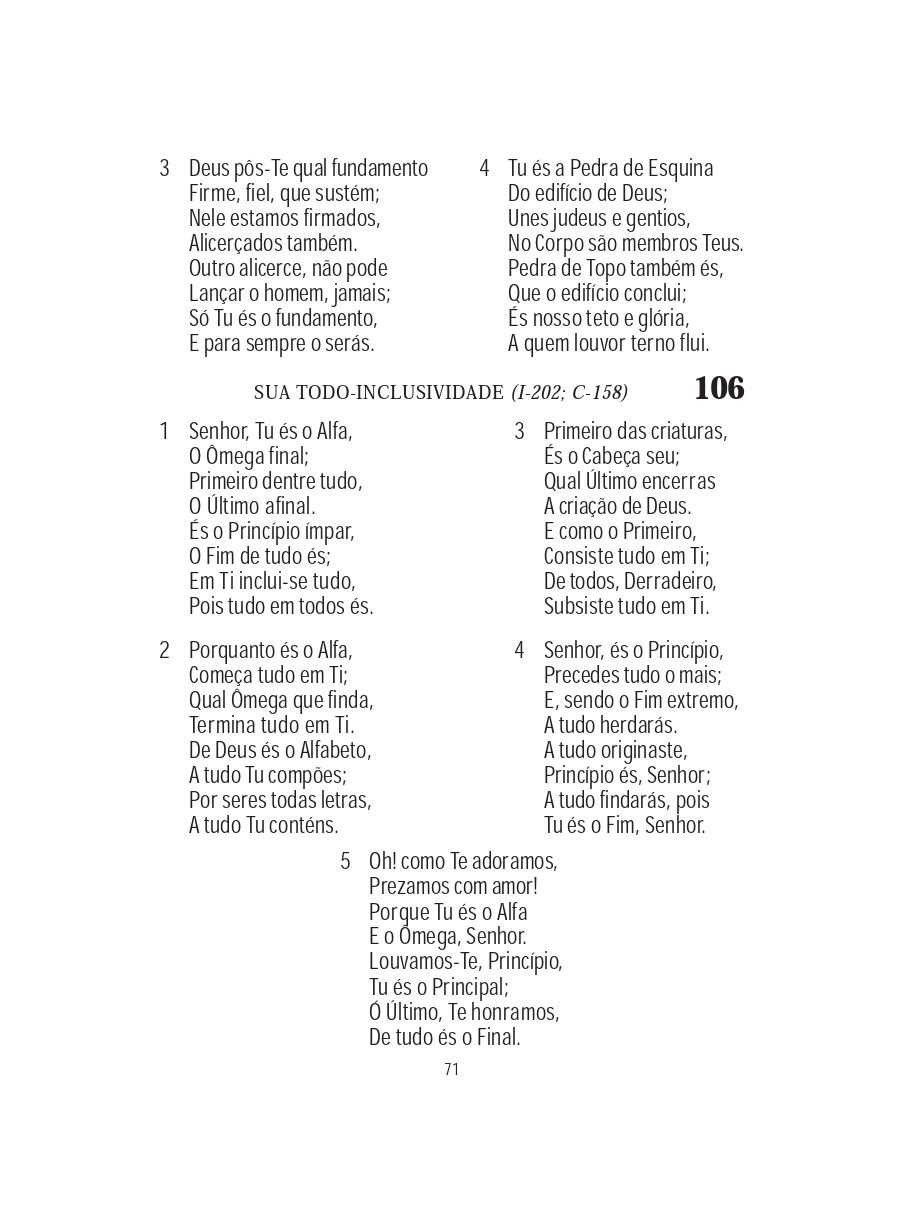 3 Deus pôs-Te qual fundamento
Firme, fiel, que sustém;
Nele estamos firmados,
Alicerçados também.
Outro alicerce, não pode
Lançar o homem, jamais;
Só Tu és o fundamento,
E para sempre o serás.
4 Tu és a Pedra de Esquina
Do edifício de Deus;
Unes judeus e gentios,
No Corpo são membros Teus.
Pedra de Topo também és,
Que o edifício conclui;
És nosso teto e glória,
A quem louvor terno flui.
SUA TODO-INCLUSIVIDADE (I-202; C-158) 106
1 Senhor, Tu és o Alfa,
O Ômega final;
Primeiro dentre tudo,
O Último afinal.
És o Princípio ímpar,
O Fim de tudo és;
Em Ti inclui-se tudo,
Pois tudo em todos és.
2 Porquanto és o Alfa,
Começa tudo em Ti;
Qual Ômega que finda,
Termina tudo em Ti.
De Deus és o Alfabeto,
A tudo Tu compões;
Por seres todas letras,
A tudo Tu conténs.
3 Primeiro das criaturas,
És o Cabeça seu;
Qual Último encerras
A criação de Deus.
E como o Primeiro,
Consiste tudo em Ti;
De todos, Derradeiro,
Subsiste tudo em Ti.
4 Senhor, és o Princípio,
Precedes tudo o mais;
E, sendo o Fim extremo,
A tudo herdarás.
A tudo originaste,
Princípio és, Senhor;
A tudo findarás, pois
Tu és o Fim, Senhor.
5 Oh! como Te adoramos,
Prezamos com amor!
Porque Tu és o Alfa
E o Ômega, Senhor.
Louvamos-Te, Princípio,
Tu és o Principal;
Ó Último, Te honramos,
De tudo és o Final.
71